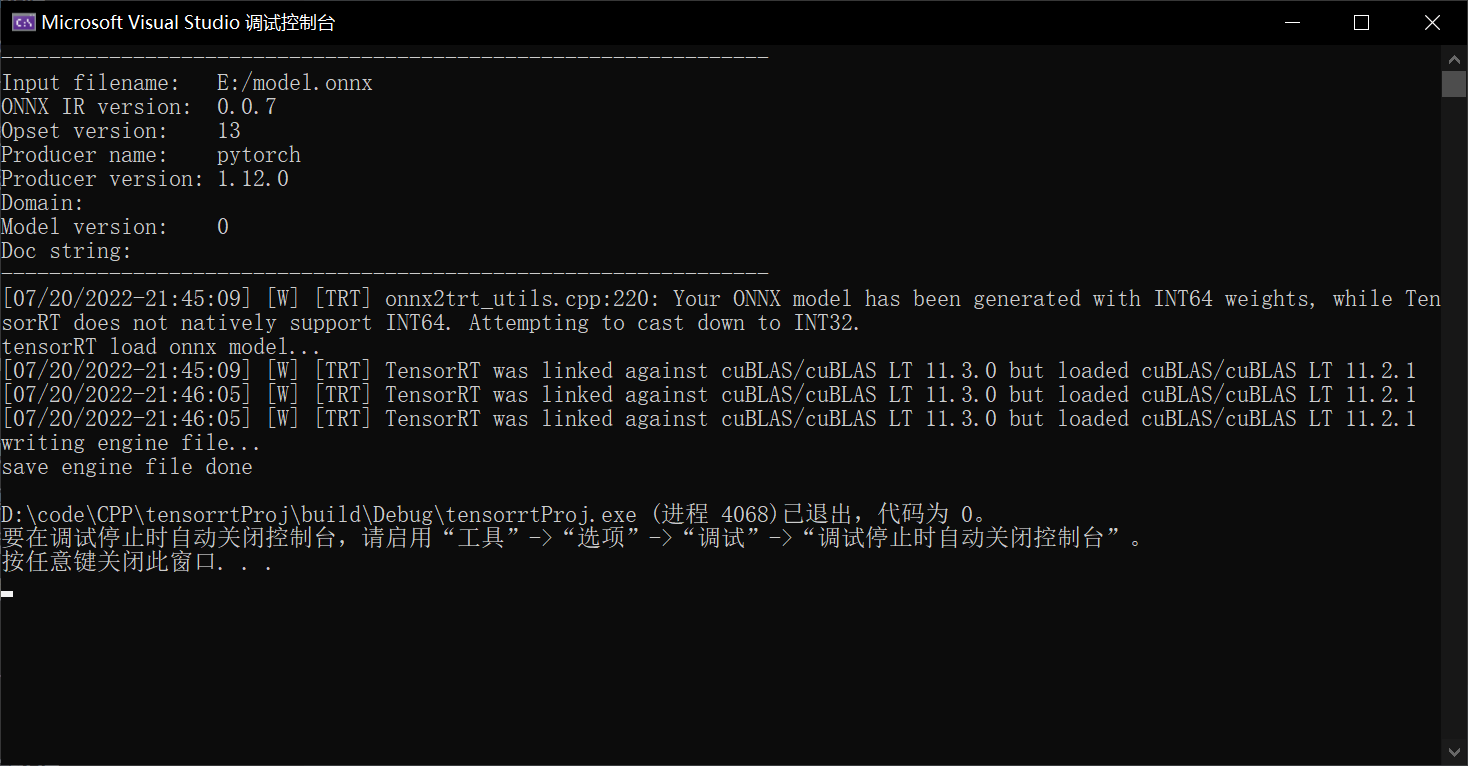 Microsoft Visual Studio 调试控制台
----------------------------------------------------------------
Input filename:   E:/model.onnx
ONNX IR version:  0.0.7
Opset version:    13
Producer name:    pytorch
Producer version: 1.12.0
Domain:
Model version:    0
Doc string:
----------------------------------------------------------------
[07/20/2022-21:45:09] [W] [TRT] onnx2trt_utils.cpp:220: Your ONNX model has been generated with INT64 weights, while Ten
sorRT does not natively support INT64. Attempting to cast down to INT32.
tensorRT load onnx model...
[07/20/2022-21:45:09] [W] [TRT] TensorRT was linked against cuBLAS/cuBLAS LT 11.3.0 but loaded cuBLAS/cuBLAS LT 11.2.1
[07/20/2022-21:46:05] [W] [TRT] TensorRT was linked against cuBLAS/cuBLAS LT 11.3.0 but loaded cuBLAS/cuBLAS LT 11.2.1
[07/20/2022-21:46:05] [W] [TRT] TensorRT was linked against cuBLAS/cuBLAS LT 11.3.0 but loaded cuBLAS/cuBLAS LT 11.2.1
writing engine file...
save engine file done
D:\code\CPP\tensorrtProj\build\Debug\tensorrtProj.exe (进程 4068)已退出，代码为 0。
要在调试停止时自动关闭控制台，请启用“工具”->“选项”->“调试”->“调试停止时自动关闭控制台”。
按任意键关闭此窗口. . .